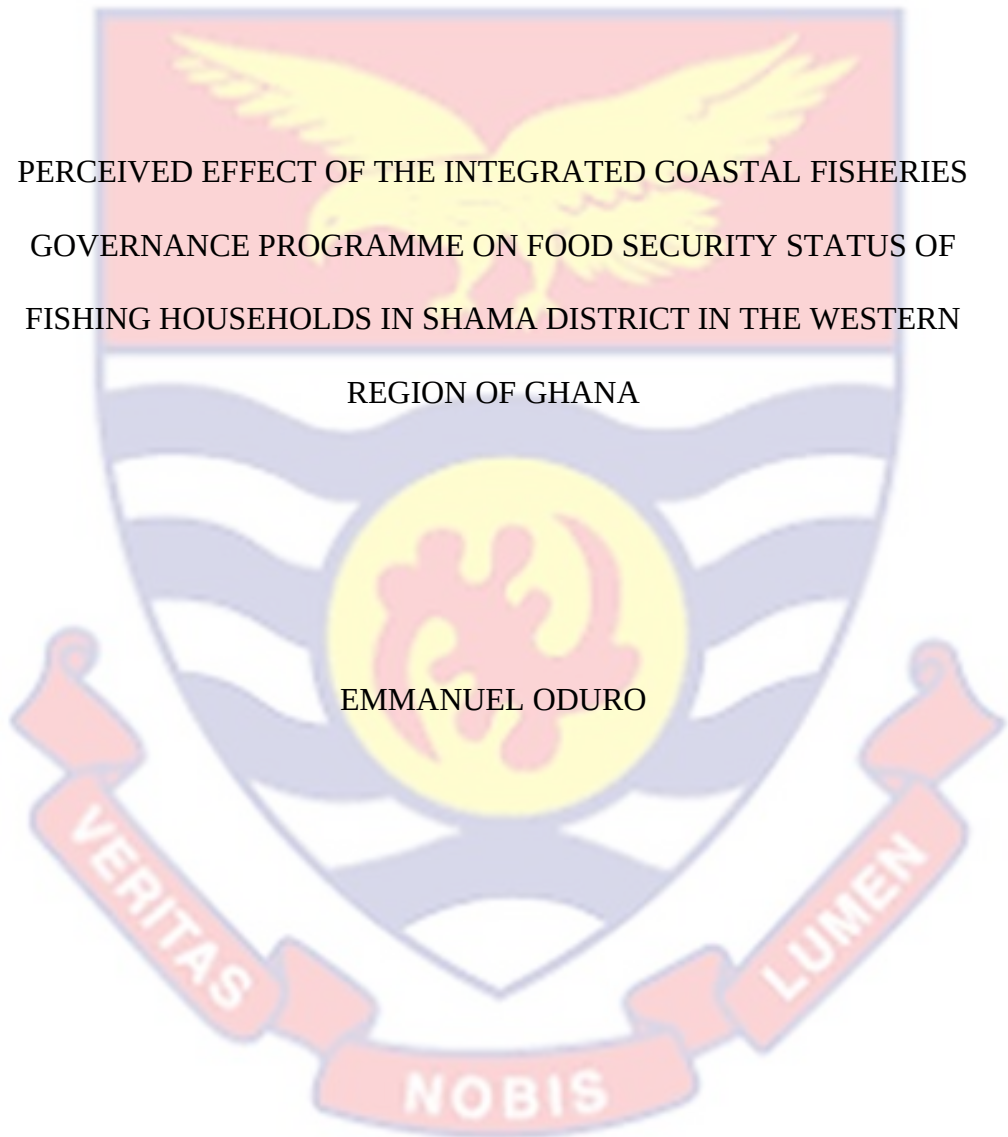 PERCEIVED EFFECT OF THE INTEGRATED COASTAL FISHERIES
GOVERNANCE PROGRAMME ON FOOD SECURITY STATUS OF
FISHING HOUSEHOLDS IN SHAMA DISTRICT IN THE WESTERN
REGION OF GHANA
EMMANUEL ODURO
VERITAS
NOBIS
LUMEN